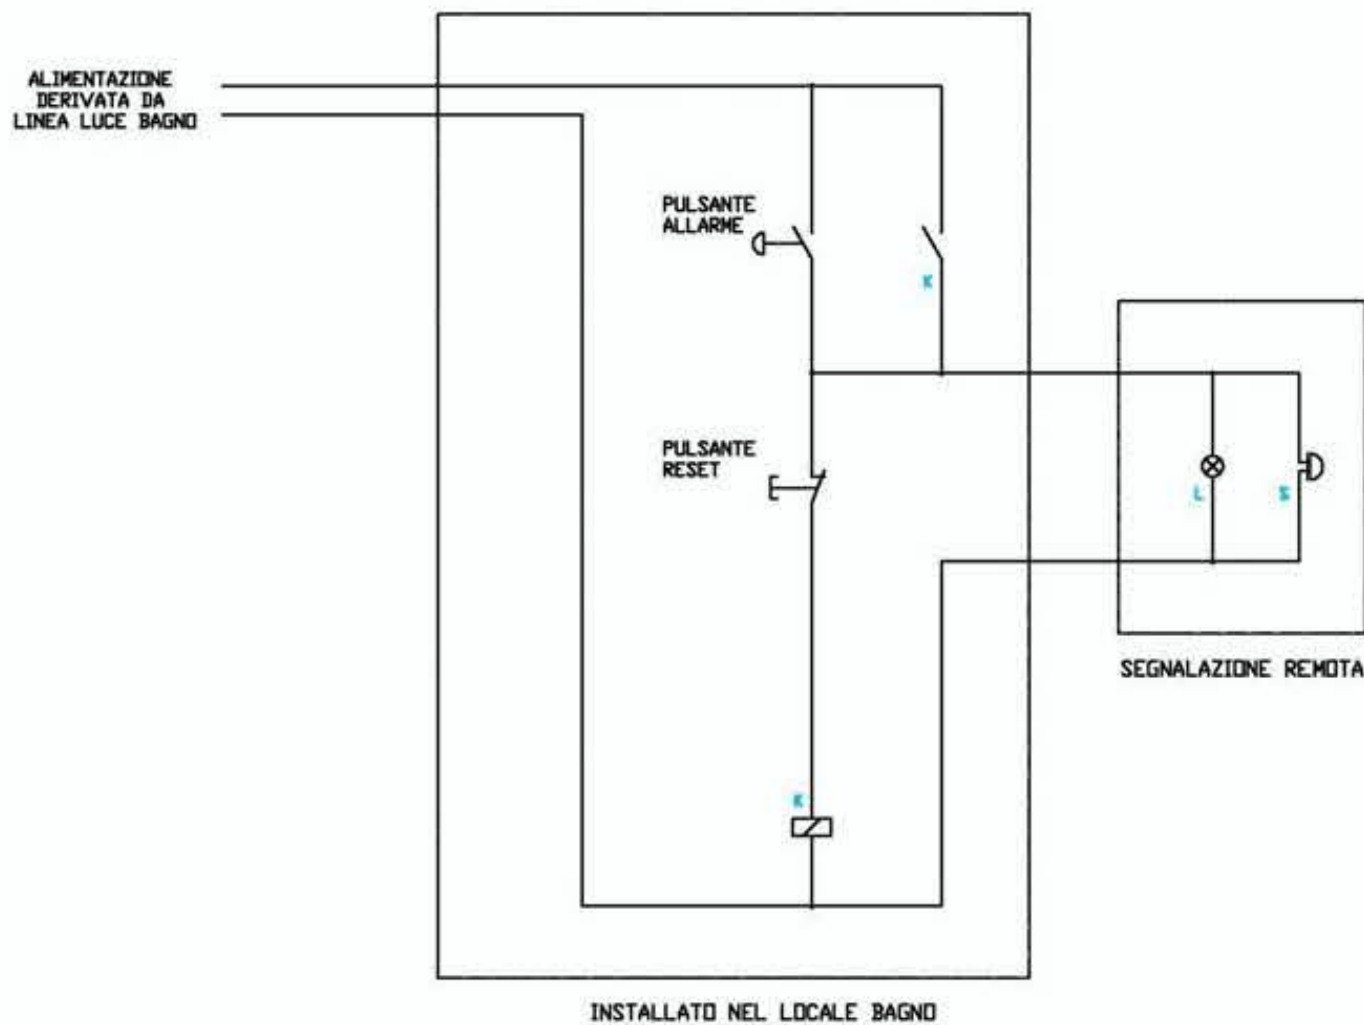 ALIMENTAZIONE
DERIVATA DA
LINEA LUCE BAGNO
PULSANTE
ALLARME
K
PULSANTE
RESET
L
S
SEGNALAZIONE REMOTA
K
INSTALLATO NEL LOCALE BAGNO